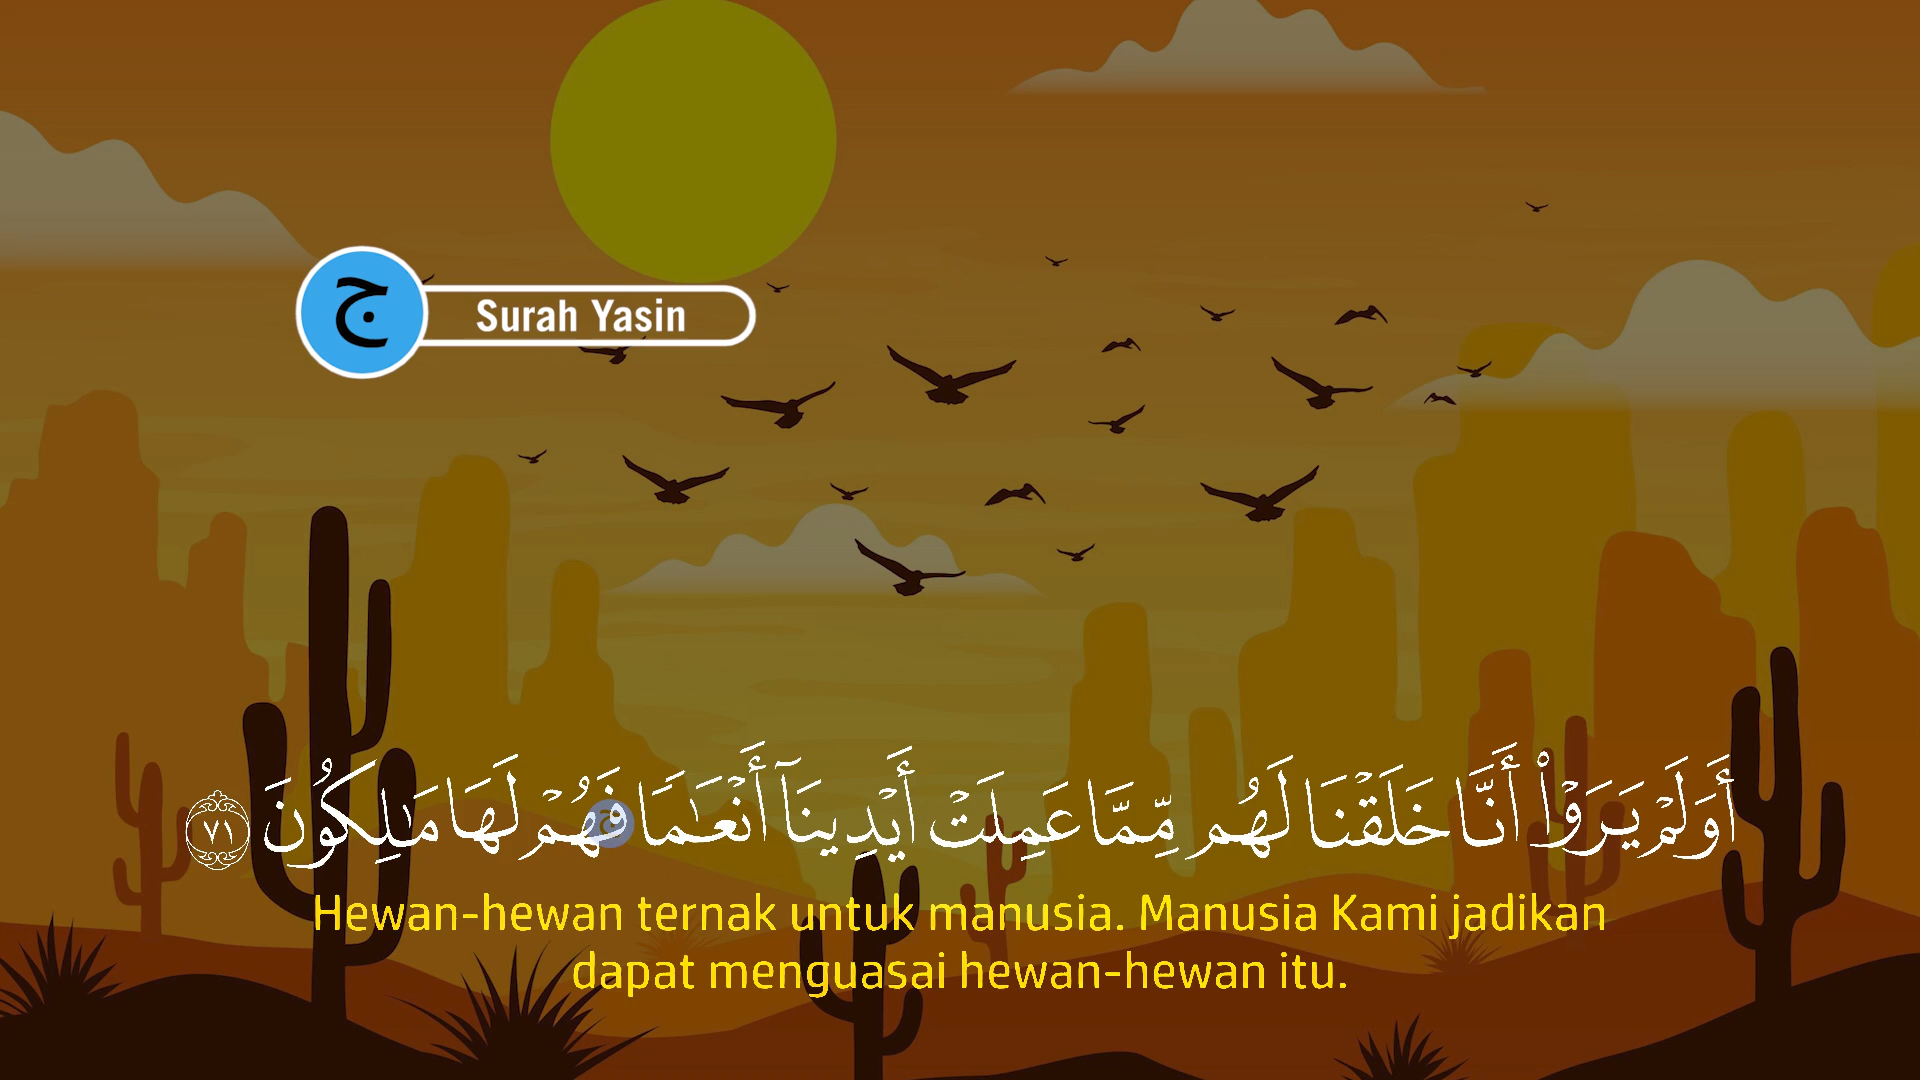 ج
Surah Yasin
أَوَلَمْ يَرَوْا۟ أَنَّا خَلَقْنَا لَهُم مِّمَّا عَمِلَتْ أَيْدِينَآ أَنْعَـٰمًا فَهُمْ لَهَا مَـٰلِكُونَ ٧١
Hewan-hewan ternak untuk manusia. Manusia Kami jadikan
dapat menguasai hewan-hewan itu.